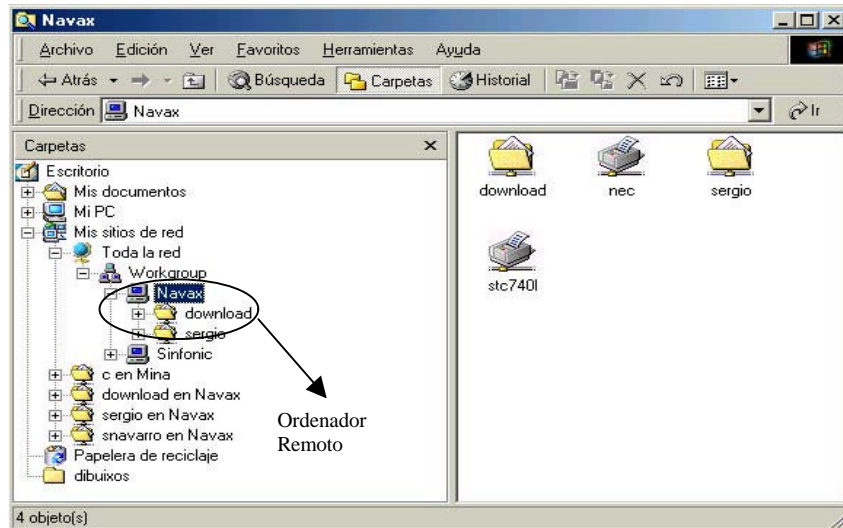 Navax
Archivo Edición Ver Favoritos Herramientas Ayuda
Atrás Búsqueda Carpetas Historial
Dirección Navax Ir
Carpetas
Escritorio
Mis documentos
Mi PC
Mis sitios de red
Toda la red
Workgroup
Navax
download
sergio
Sinfonic
c en Mina
download en Navax
sergio en Navax
snavarro en Navax
Papelera de reciclaje
dibuixos
Ordenador
Remoto
download nec sergio
stc740l
4 objeto(s)